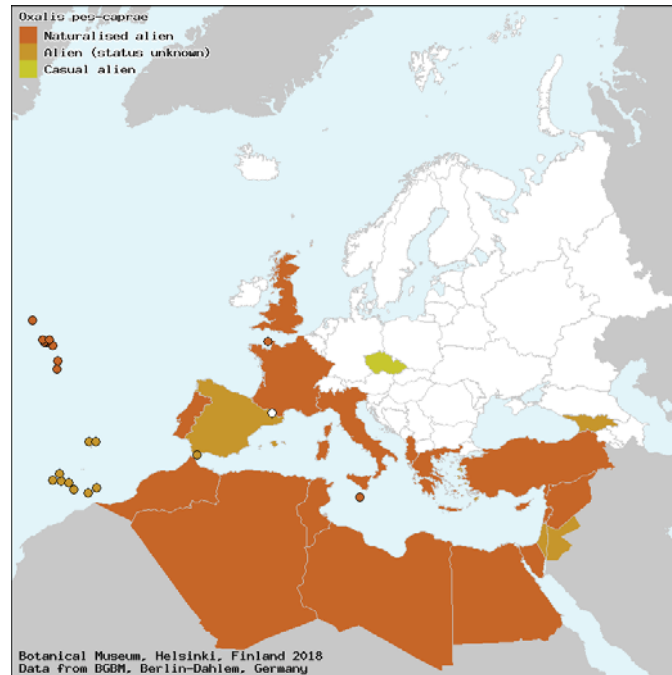 Oxalis pes-caprae
Naturalised alien
Alien (status unknown)
Casual alien
Botanical Museum, Helsinki, Finland 2018
Data from BGBM, Berlin-Dahlem, Germany